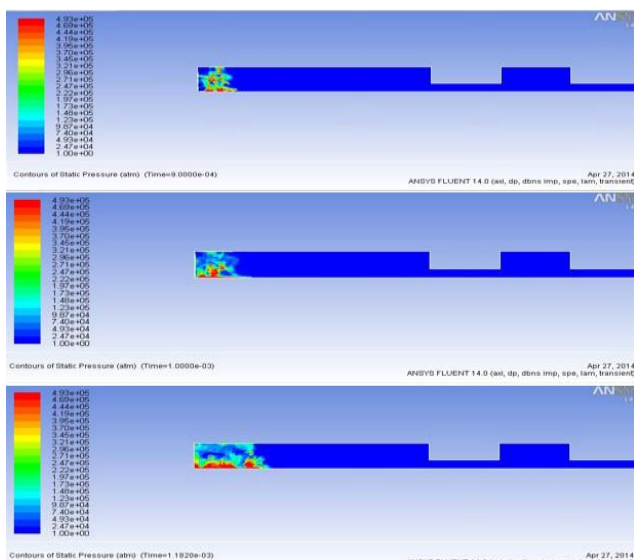 ANS
4.93e+05
4.69e+05
4.44e+05
4.19e+05
3.95e+05
3.70e+05
3.45e+05
3.21e+05
2.96e+05
2.71e+05
2.47e+05
2.22e+05
1.97e+05
1.73e+05
1.48e+05
1.23e+05
9.87e+04
7.40e+04
4.93e+04
2.47e+04
1.00e+00
Contours of Static Pressure (atm) (Time=9.0000e-04)
Apr 27, 2014
ANSYS FLUENT 14.0 (axi, dp, dbns imp, spe, lam, transient)
ANS
4.93e+05
4.69e+05
4.44e+05
4.19e+05
3.95e+05
3.70e+05
3.45e+05
3.21e+05
2.96e+05
2.71e+05
2.47e+05
2.22e+05
1.97e+05
1.73e+05
1.48e+05
1.23e+05
9.87e+04
7.40e+04
4.93e+04
2.47e+04
1.00e+00
Contours of Static Pressure (atm) (Time=1.0000e-03)
Apr 27, 2014
ANSYS FLUENT 14.0 (axi, dp, dbns imp, spe, lam, transient)
ANS
4.93e+05
4.69e+05
4.44e+05
4.19e+05
3.95e+05
3.70e+05
3.45e+05
3.21e+05
2.96e+05
2.71e+05
2.47e+05
2.22e+05
1.97e+05
1.73e+05
1.48e+05
1.23e+05
9.87e+04
7.40e+04
4.93e+04
2.47e+04
1.00e+00
Contours of Static Pressure (atm) (Time=1.1820e-03)
Apr 27, 2014